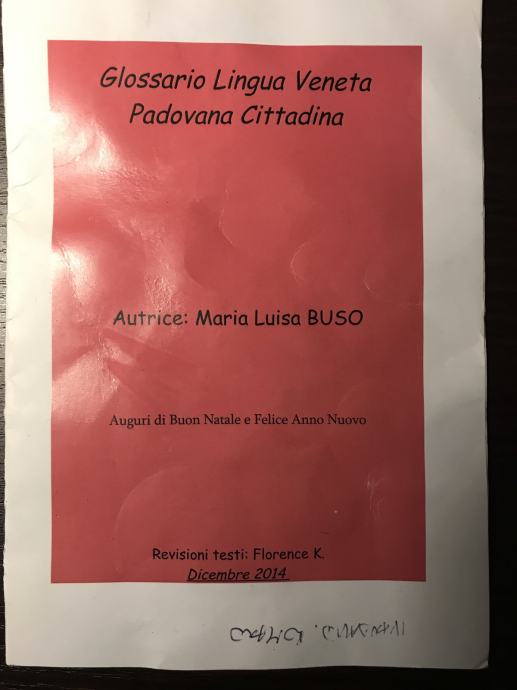 Glossario Lingua Veneta
Padovana Cittadina
Autrice: Maria Luisa BUSO
Auguri di Buon Natale e Felice Anno Nuovo
Revisioni testi: Florence K.
Dicembre 2014